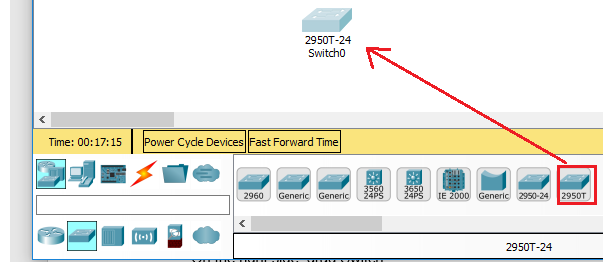 2950T-24
Switch0
Time: 00:17:15
Power Cycle Devices
Fast Forward Time
2960
Generic
Generic
3560
24PS
3650
24PS
IE 2000
Generic
2950-24
2950T
2950T-24